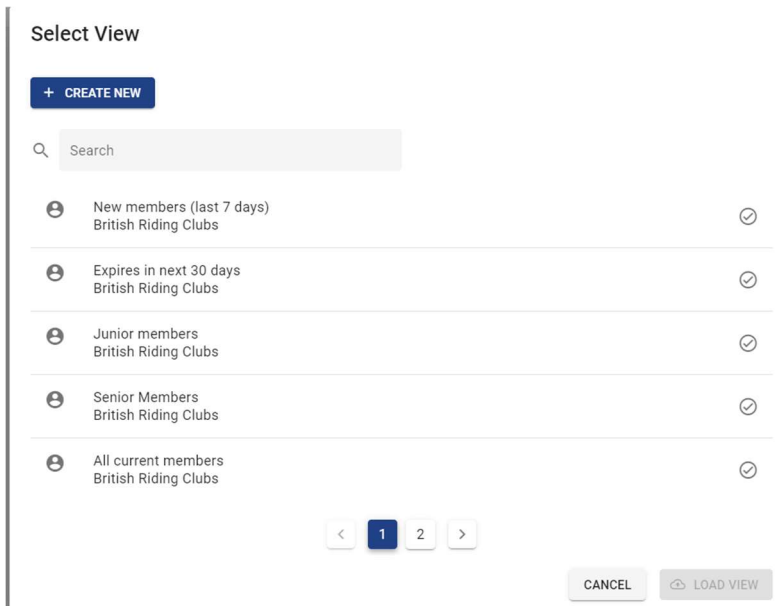 Select View
+ CREATE NEW
Search
New members (last 7 days)
British Riding Clubs
Expires in next 30 days
British Riding Clubs
Junior members
British Riding Clubs
Senior Members
British Riding Clubs
All current members
British Riding Clubs
< 1 2 >
CANCEL LOAD VIEW